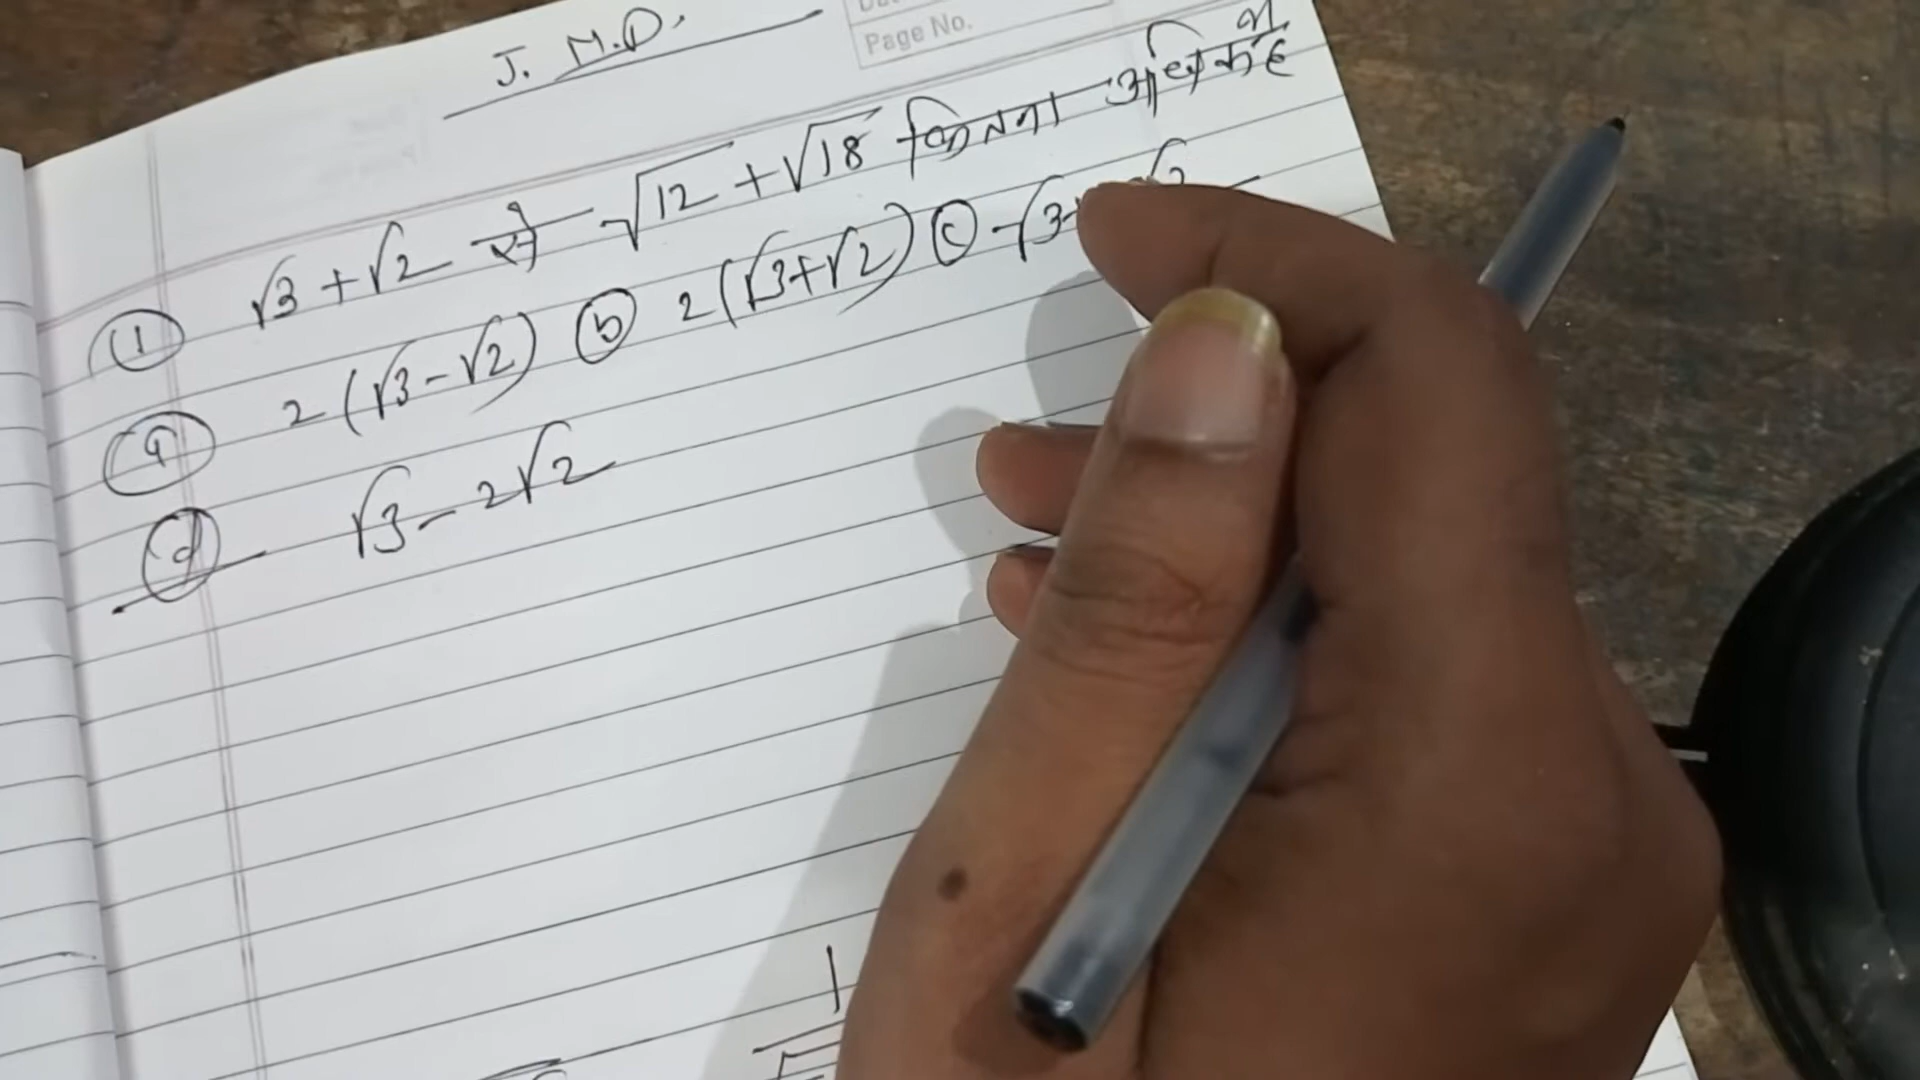 J. M.D.
Page No.
① √3 + √2 से √12 + √18 कितना अधिक है
ⓐ 2 (√3 - √2) ⓑ 2 (√3+√2) ⓒ √3+
ⓓ √3 - 2√2
1